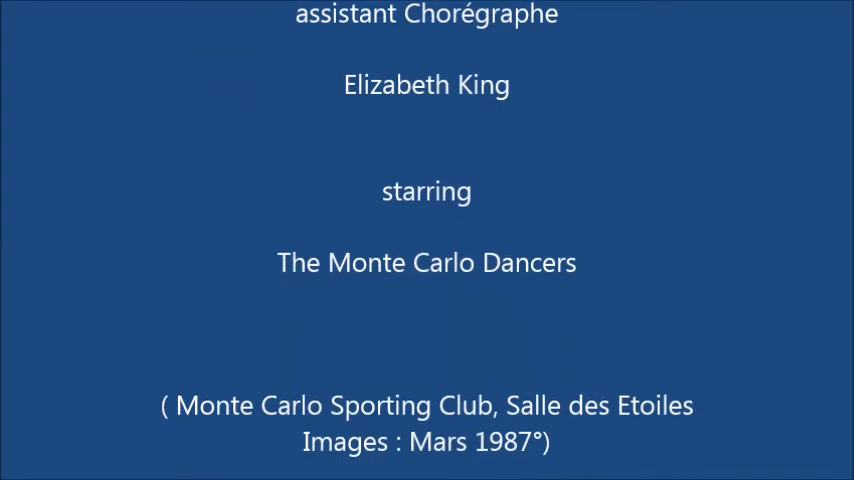 assistant Chorégraphe
Elizabeth King
starring
The Monte Carlo Dancers
( Monte Carlo Sporting Club, Salle des Etoiles
Images : Mars 1987°)